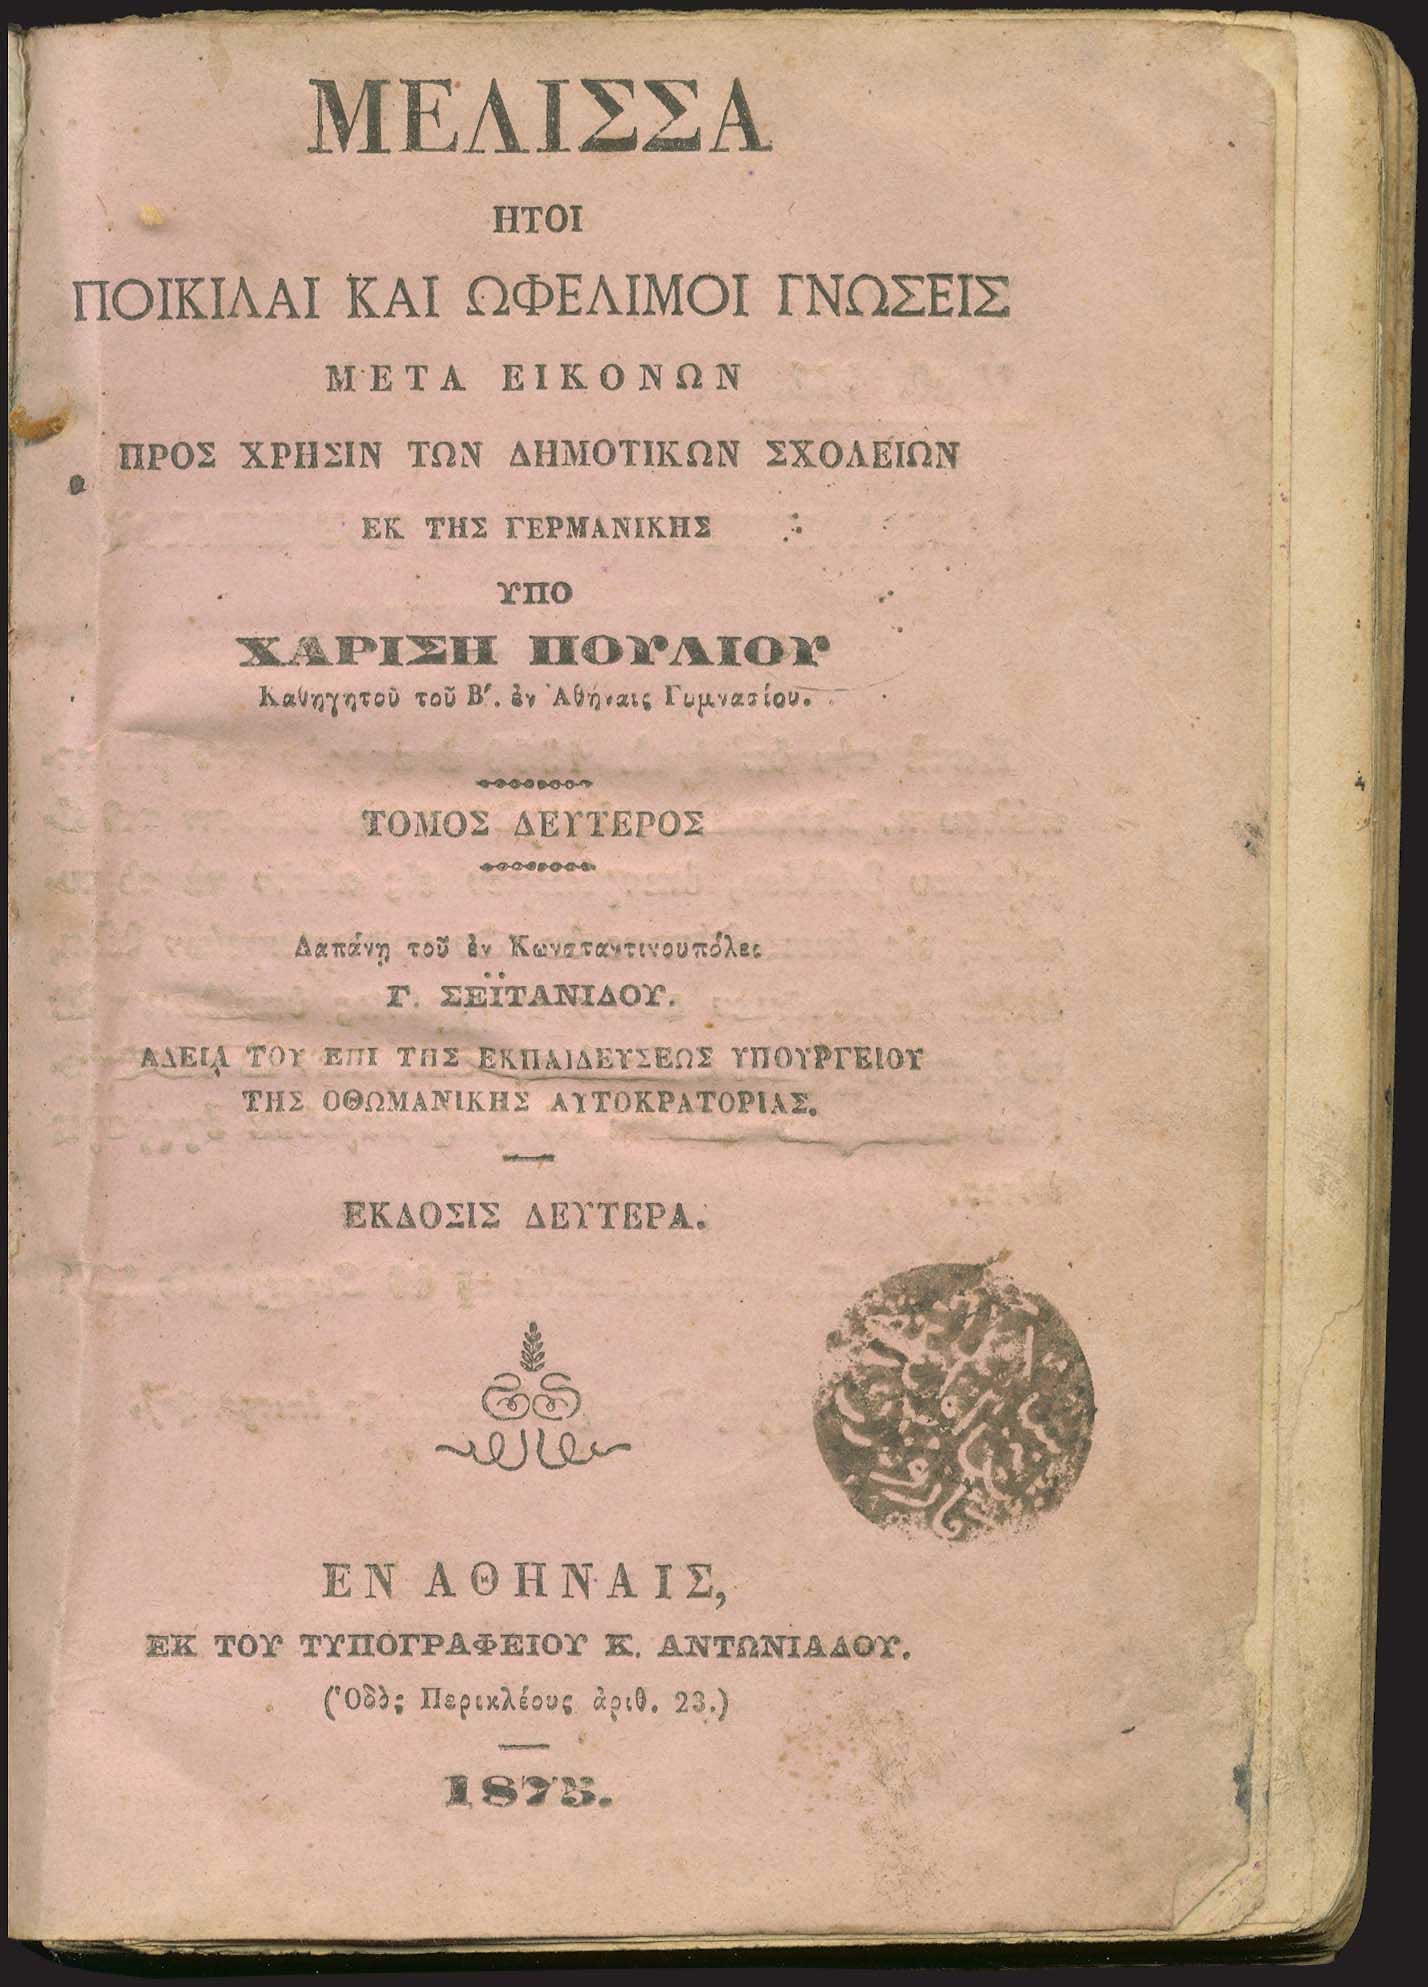 ΜΕΛΙΣΣΑ
ΗΤΟΙ
ΠΟΙΚΙΛΑΙ ΚΑΙ ΩΦΕΛΙΜΟΙ ΓΝΩΣΕΙΣ
ΜΕΤΑ ΕΙΚΟΝΩΝ
ΠΡΟΣ ΧΡΗΣΙΝ ΤΩΝ ΔΗΜΟΤΙΚΩΝ ΣΧΟΛΕΙΩΝ
ΕΚ ΤΗΣ ΓΕΡΜΑΝΙΚΗΣ
ΥΠΟ
ΧΑΡΙΣΗ ΠΟΥΛΙΟΥ
Καθηγητοῦ τοῦ Β′. ἐν Ἀθήναις Γυμνασίου.
ΤΟΜΟΣ ΔΕΥΤΕΡΟΣ
Δαπάνῃ τοῦ ἐν Κωνσταντινουπόλει
Γ. ΣΕΪΤΑΝΙΔΟΥ.
ΑΔΕΙᾼ ΤΟΥ ΕΠΙ ΤΗΣ ΕΚΠΑΙΔΕΥΣΕΩΣ ΥΠΟΥΡΓΕΙΟΥ
ΤΗΣ ΟΘΩΜΑΝΙΚΗΣ ΑΥΤΟΚΡΑΤΟΡΙΑΣ.
ΕΚΔΟΣΙΣ ΔΕΥΤΕΡΑ.
ΕΝ ΑΘΗΝΑΙΣ,
ΕΚ ΤΟΥ ΤΥΠΟΓΡΑΦΕΙΟΥ Κ. ΑΝΤΩΝΙΑΔΟΥ.
(Ὁδὸς Περικλέους ἀριθ. 23.)
1875.